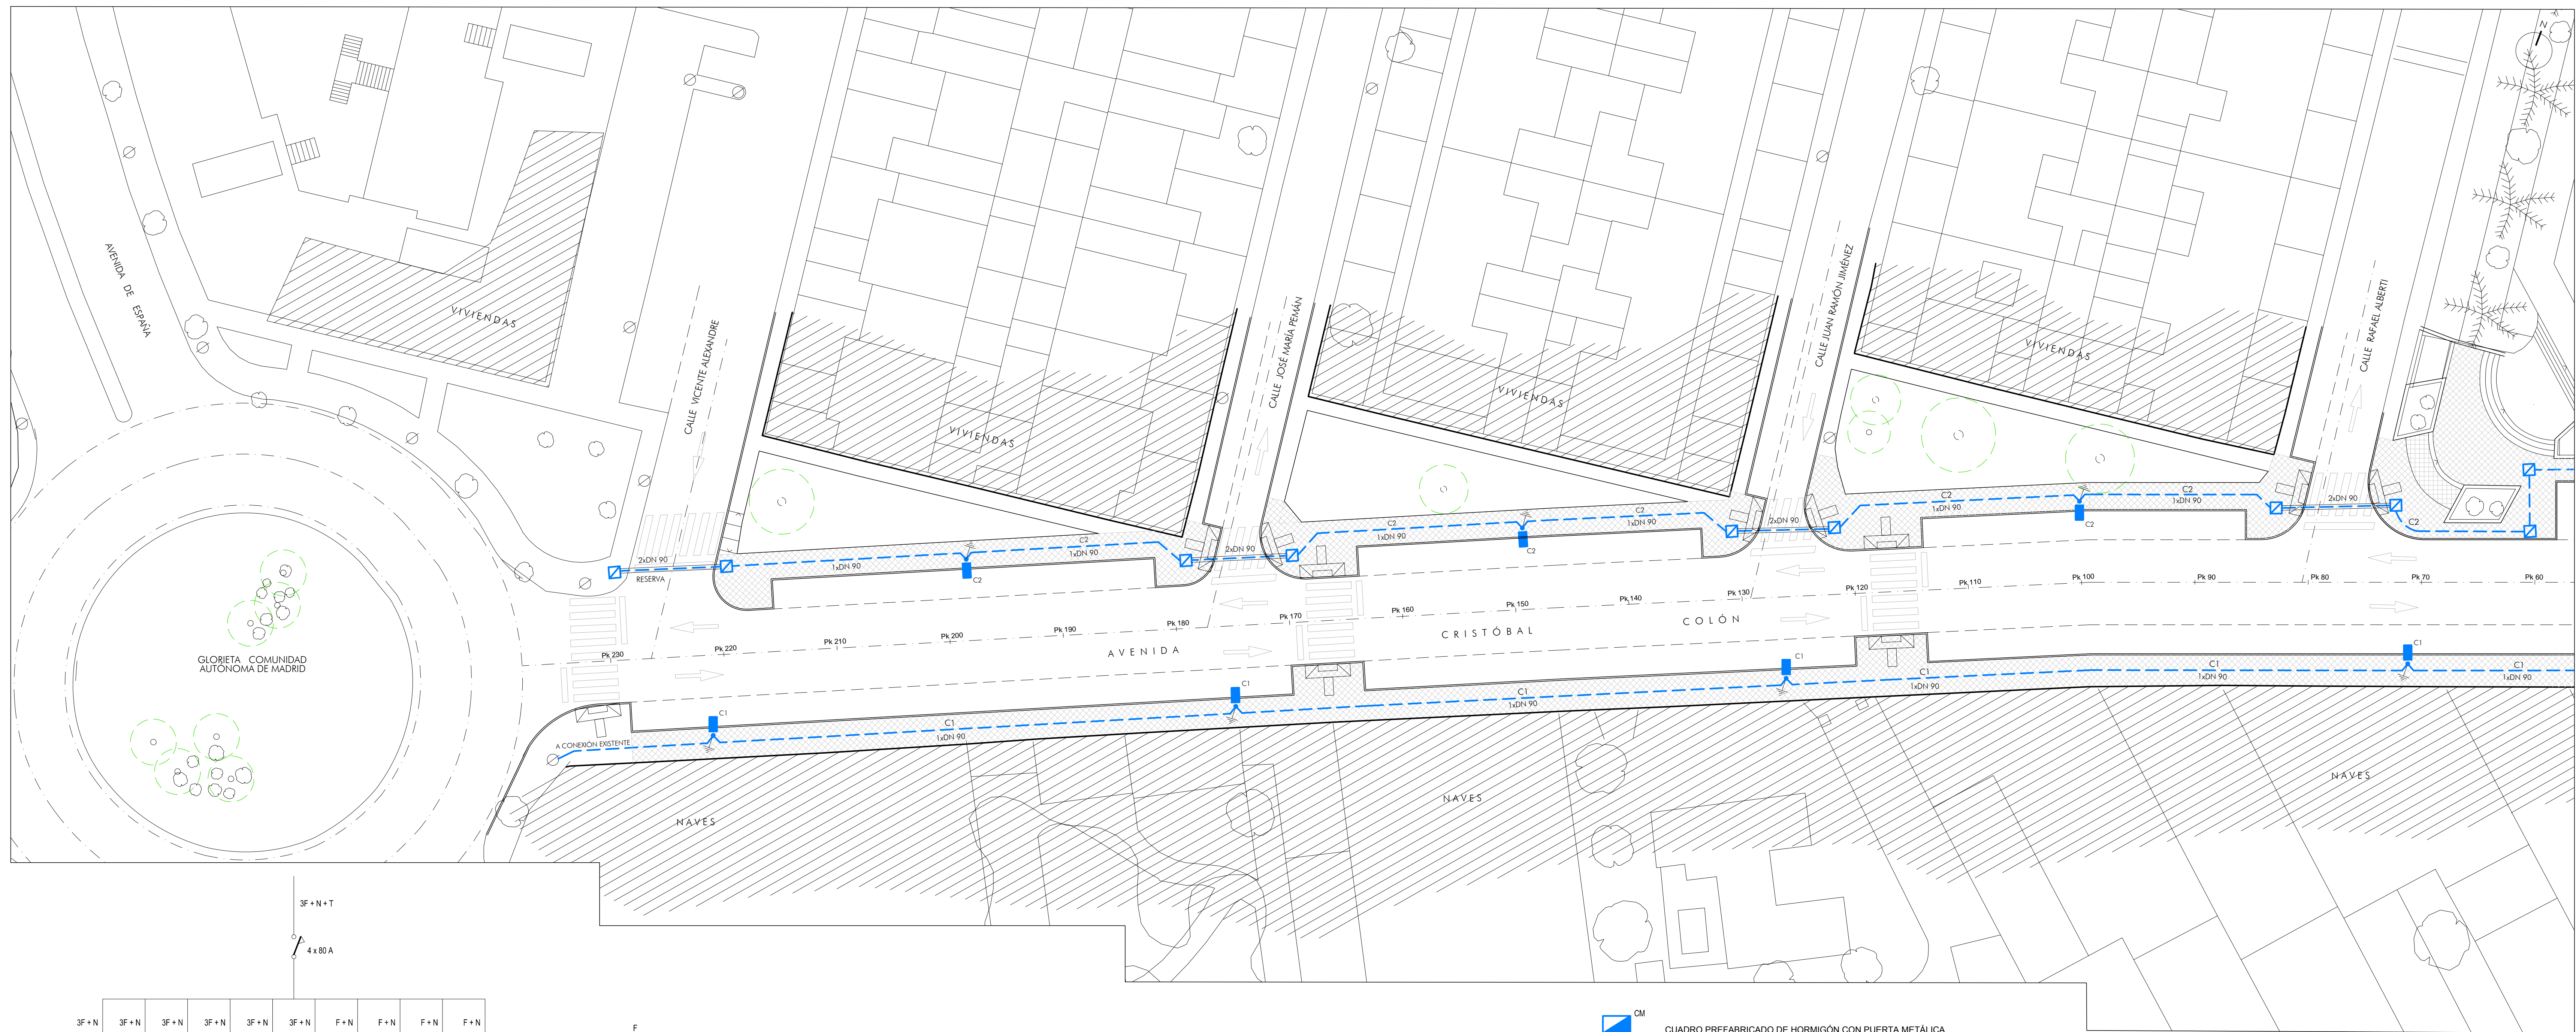 N
AVENIDA DE ESPAÑA
VIVIENDAS
CALLE VICENTE ALEXANDRE
VIVIENDAS
CALLE JOSÉ MARÍA PEMÁN
VIVIENDAS
CALLE JUAN RAMÓN JIMÉNEZ
VIVIENDAS
CALLE RAFAEL ALBERTI
2xDN 90
RESERVA
1xDN 90
C2
C2
1xDN 90
2xDN 90
C2
1xDN 90
C2
C2
1xDN 90
2xDN 90
C2
1xDN 90
C2
C2
1xDN 90
2xDN 90
C2
Pk 230
Pk 220
Pk 210
Pk 200
Pk 190
Pk 180
Pk 170
Pk 160
Pk 150
Pk 140
Pk 130
Pk 120
Pk 110
Pk 100
Pk 90
Pk 80
Pk 70
Pk 60
AVENIDA CRISTÓBAL COLÓN
GLORIETA COMUNIDAD
AUTÓNOMA DE MADRID
A CONEXIÓN EXISTENTE
C1
C1
1xDN 90
C1
C1
1xDN 90
C1
C1
1xDN 90
C1
1xDN 90
C1
C1
1xDN 90
NAVES
NAVES
NAVES
3F + N + T
4 x 80 A
3F + N
3F + N
3F + N
3F + N
3F + N
3F + N
F + N
F + N
F + N
F + N
F
CM
CUADRO PREFABRICADO DE HORMIGÓN CON PUERTA METÁLICA